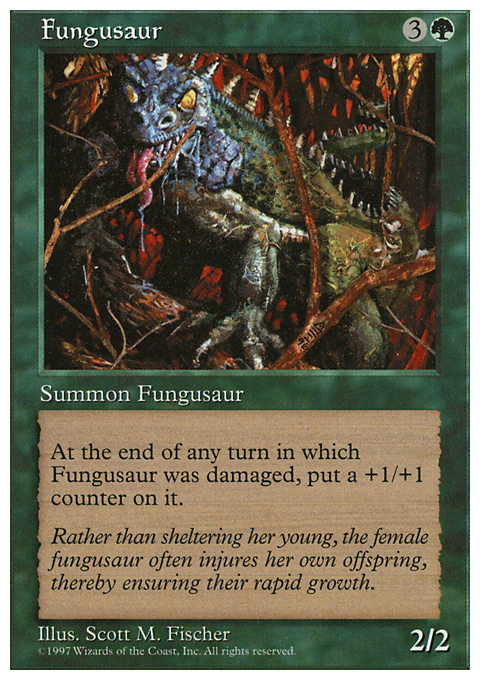 Fungusaur 3
Summon Fungusaur
At the end of any turn in which
Fungusaur was damaged, put a +1/+1
counter on it.
Rather than sheltering her young, the female
fungusaur often injures her own offspring,
thereby ensuring their rapid growth.
Illus. Scott M. Fischer
©1997 Wizards of the Coast, Inc. All rights reserved.
2/2